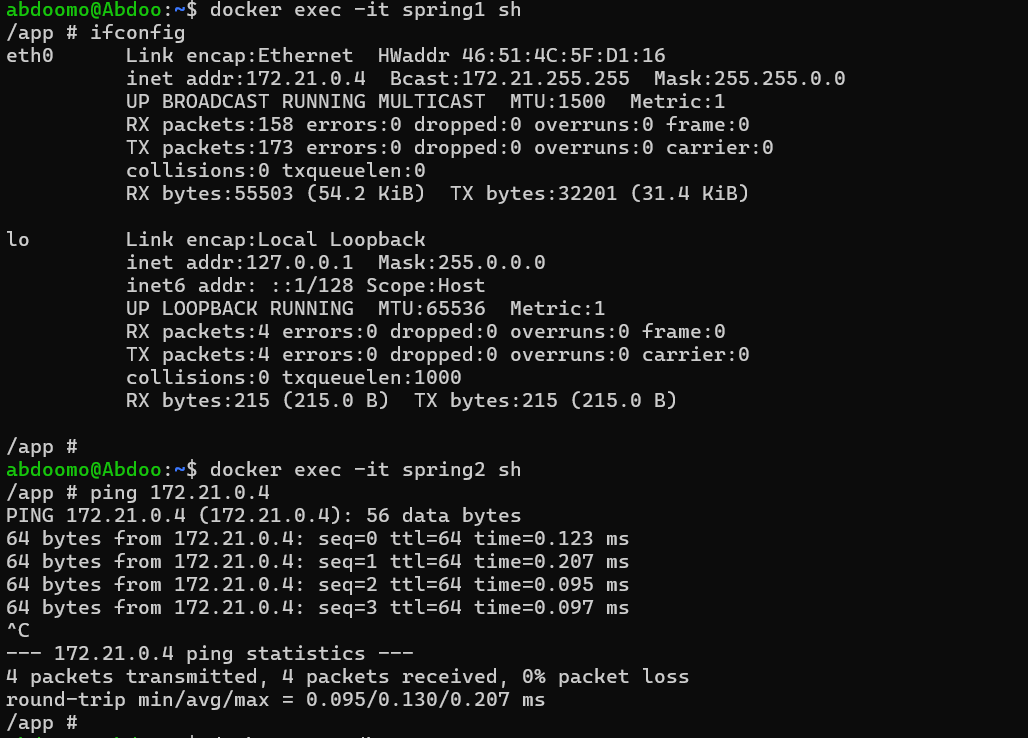 abdoomo@Abdoo:~$ docker exec -it spring1 sh
/app # ifconfig
eth0      Link encap:Ethernet  HWaddr 46:51:4C:5F:D1:16
          inet addr:172.21.0.4  Bcast:172.21.255.255  Mask:255.255.0.0
          UP BROADCAST RUNNING MULTICAST  MTU:1500  Metric:1
          RX packets:158 errors:0 dropped:0 overruns:0 frame:0
          TX packets:173 errors:0 dropped:0 overruns:0 carrier:0
          collisions:0 txqueuelen:0
          RX bytes:55503 (54.2 KiB)  TX bytes:32201 (31.4 KiB)

lo        Link encap:Local Loopback
          inet addr:127.0.0.1  Mask:255.0.0.0
          inet6 addr: ::1/128 Scope:Host
          UP LOOPBACK RUNNING  MTU:65536  Metric:1
          RX packets:4 errors:0 dropped:0 overruns:0 frame:0
          TX packets:4 errors:0 dropped:0 overruns:0 carrier:0
          collisions:0 txqueuelen:1000
          RX bytes:215 (215.0 B)  TX bytes:215 (215.0 B)

/app #
abdoomo@Abdoo:~$ docker exec -it spring2 sh
/app # ping 172.21.0.4
PING 172.21.0.4 (172.21.0.4): 56 data bytes
64 bytes from 172.21.0.4: seq=0 ttl=64 time=0.123 ms
64 bytes from 172.21.0.4: seq=1 ttl=64 time=0.207 ms
64 bytes from 172.21.0.4: seq=2 ttl=64 time=0.095 ms
64 bytes from 172.21.0.4: seq=3 ttl=64 time=0.097 ms
^C
--- 172.21.0.4 ping statistics ---
4 packets transmitted, 4 packets received, 0% packet loss
round-trip min/avg/max = 0.095/0.130/0.207 ms
/app #